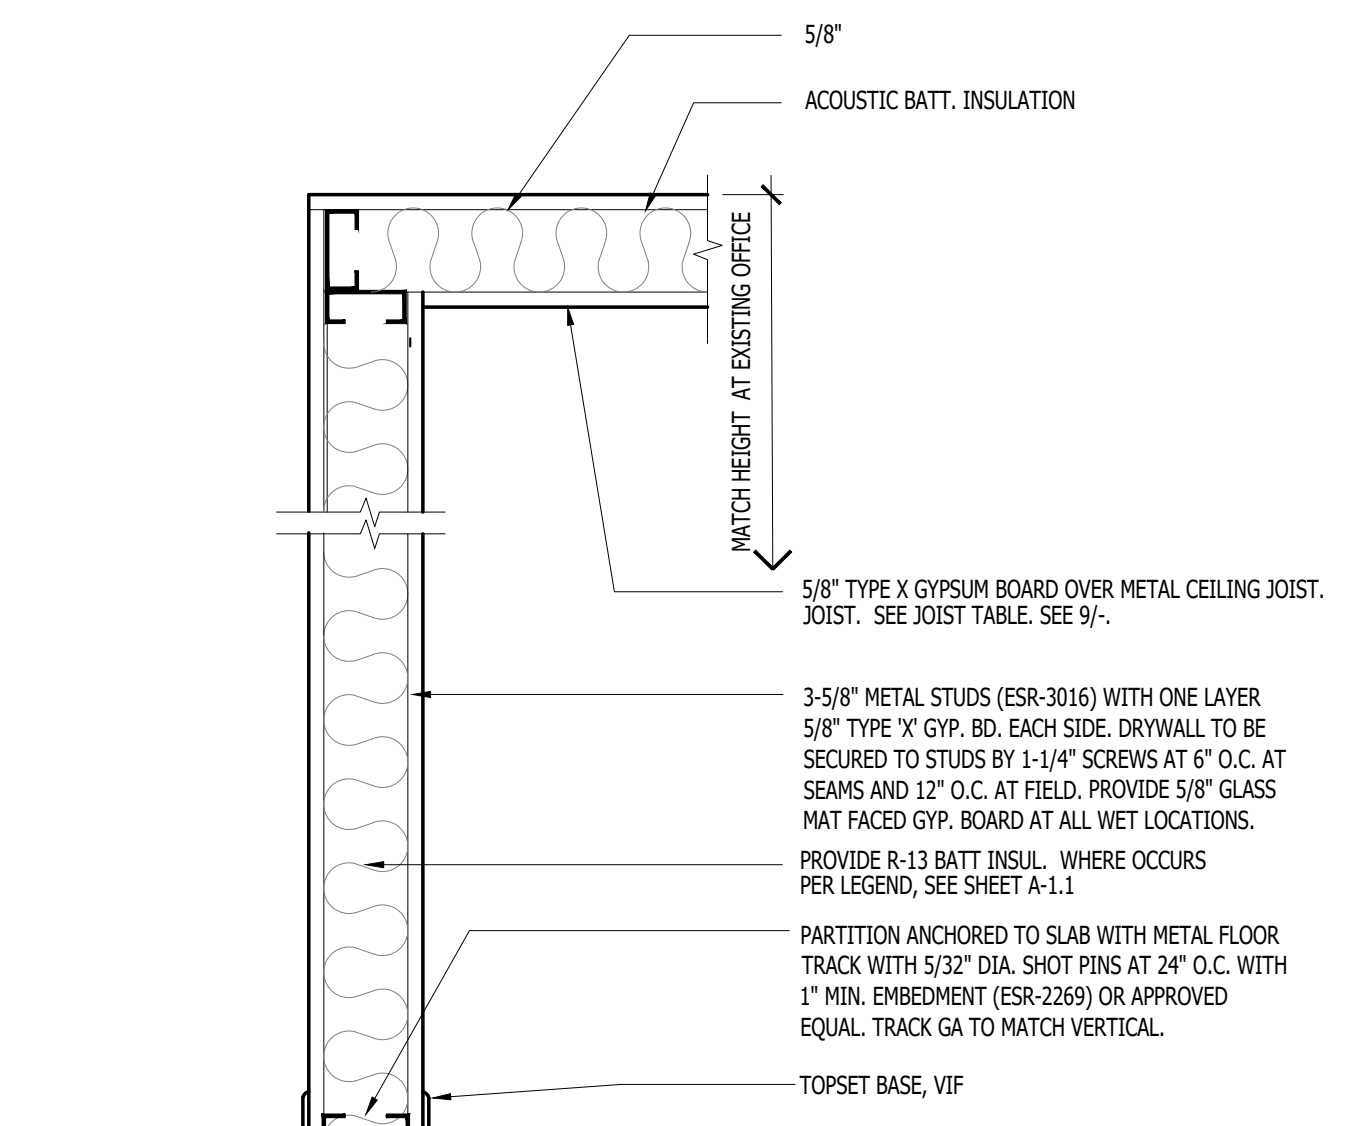 5/8"
ACOUSTIC BATT. INSULATION
MATCH HEIGHT AT EXISTING OFFICE
5/8" TYPE X GYPSUM BOARD OVER METAL CEILING JOIST.
JOIST. SEE JOIST TABLE. SEE 9/-.
3-5/8" METAL STUDS (ESR-3016) WITH ONE LAYER
5/8" TYPE 'X' GYP. BD. EACH SIDE. DRYWALL TO BE
SECURED TO STUDS BY 1-1/4" SCREWS AT 6" O.C. AT
SEAMS AND 12" O.C. AT FIELD. PROVIDE 5/8" GLASS
MAT FACED GYP. BOARD AT ALL WET LOCATIONS.
PROVIDE R-13 BATT INSUL. WHERE OCCURS
PER LEGEND, SEE SHEET A-1.1
PARTITION ANCHORED TO SLAB WITH METAL FLOOR
TRACK WITH 5/32" DIA. SHOT PINS AT 24" O.C. WITH
1" MIN. EMBEDMENT (ESR-2269) OR APPROVED
EQUAL. TRACK GA TO MATCH VERTICAL.
TOPSET BASE, VIF